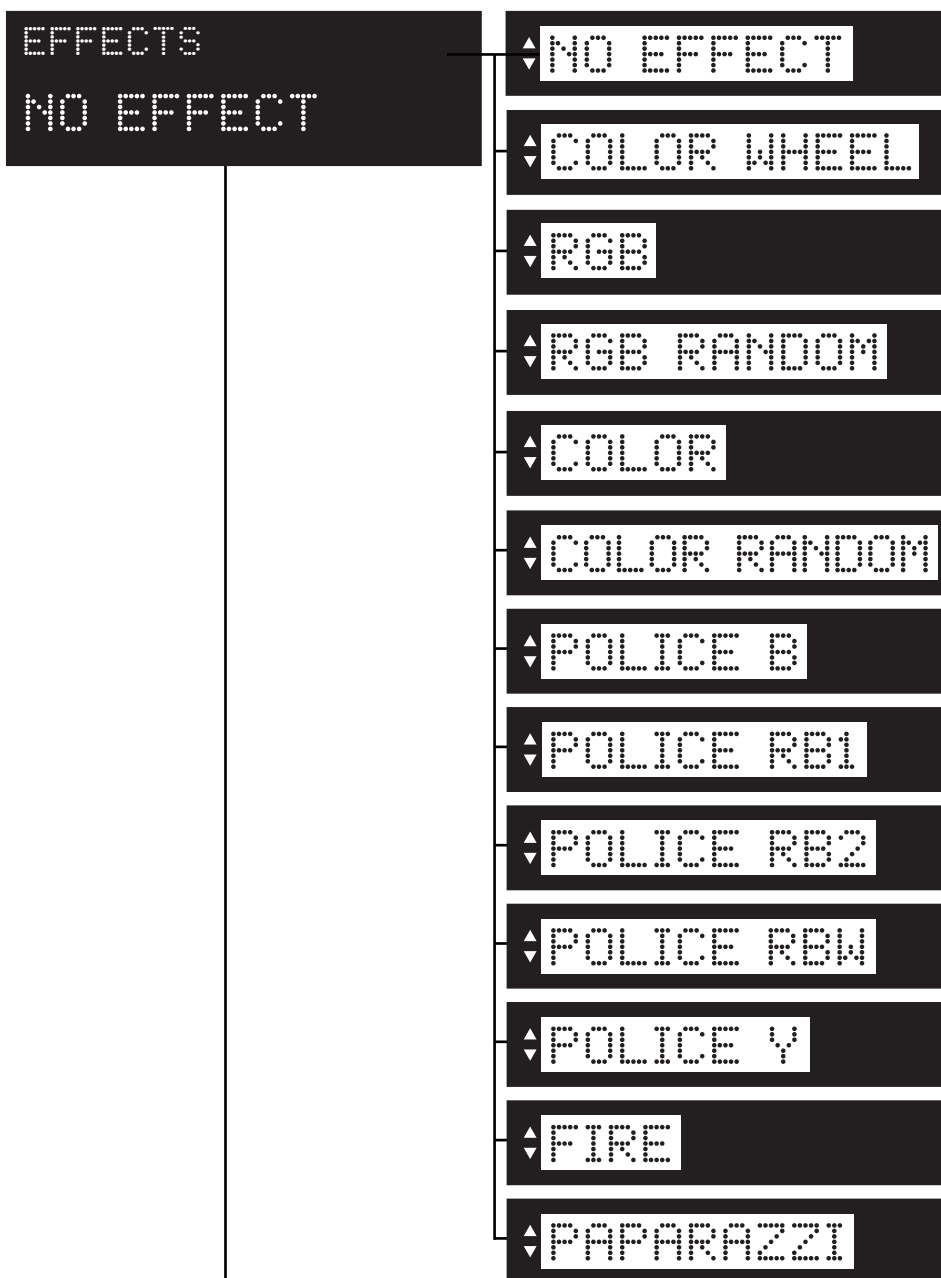 EFFECTS
NO EFFECT
NO EFFECT
COLOR WHEEL
RGB
RGB RANDOM
COLOR
COLOR RANDOM
POLICE B
POLICE RB1
POLICE RB2
POLICE RBW
POLICE Y
FIRE
PAPARAZZI